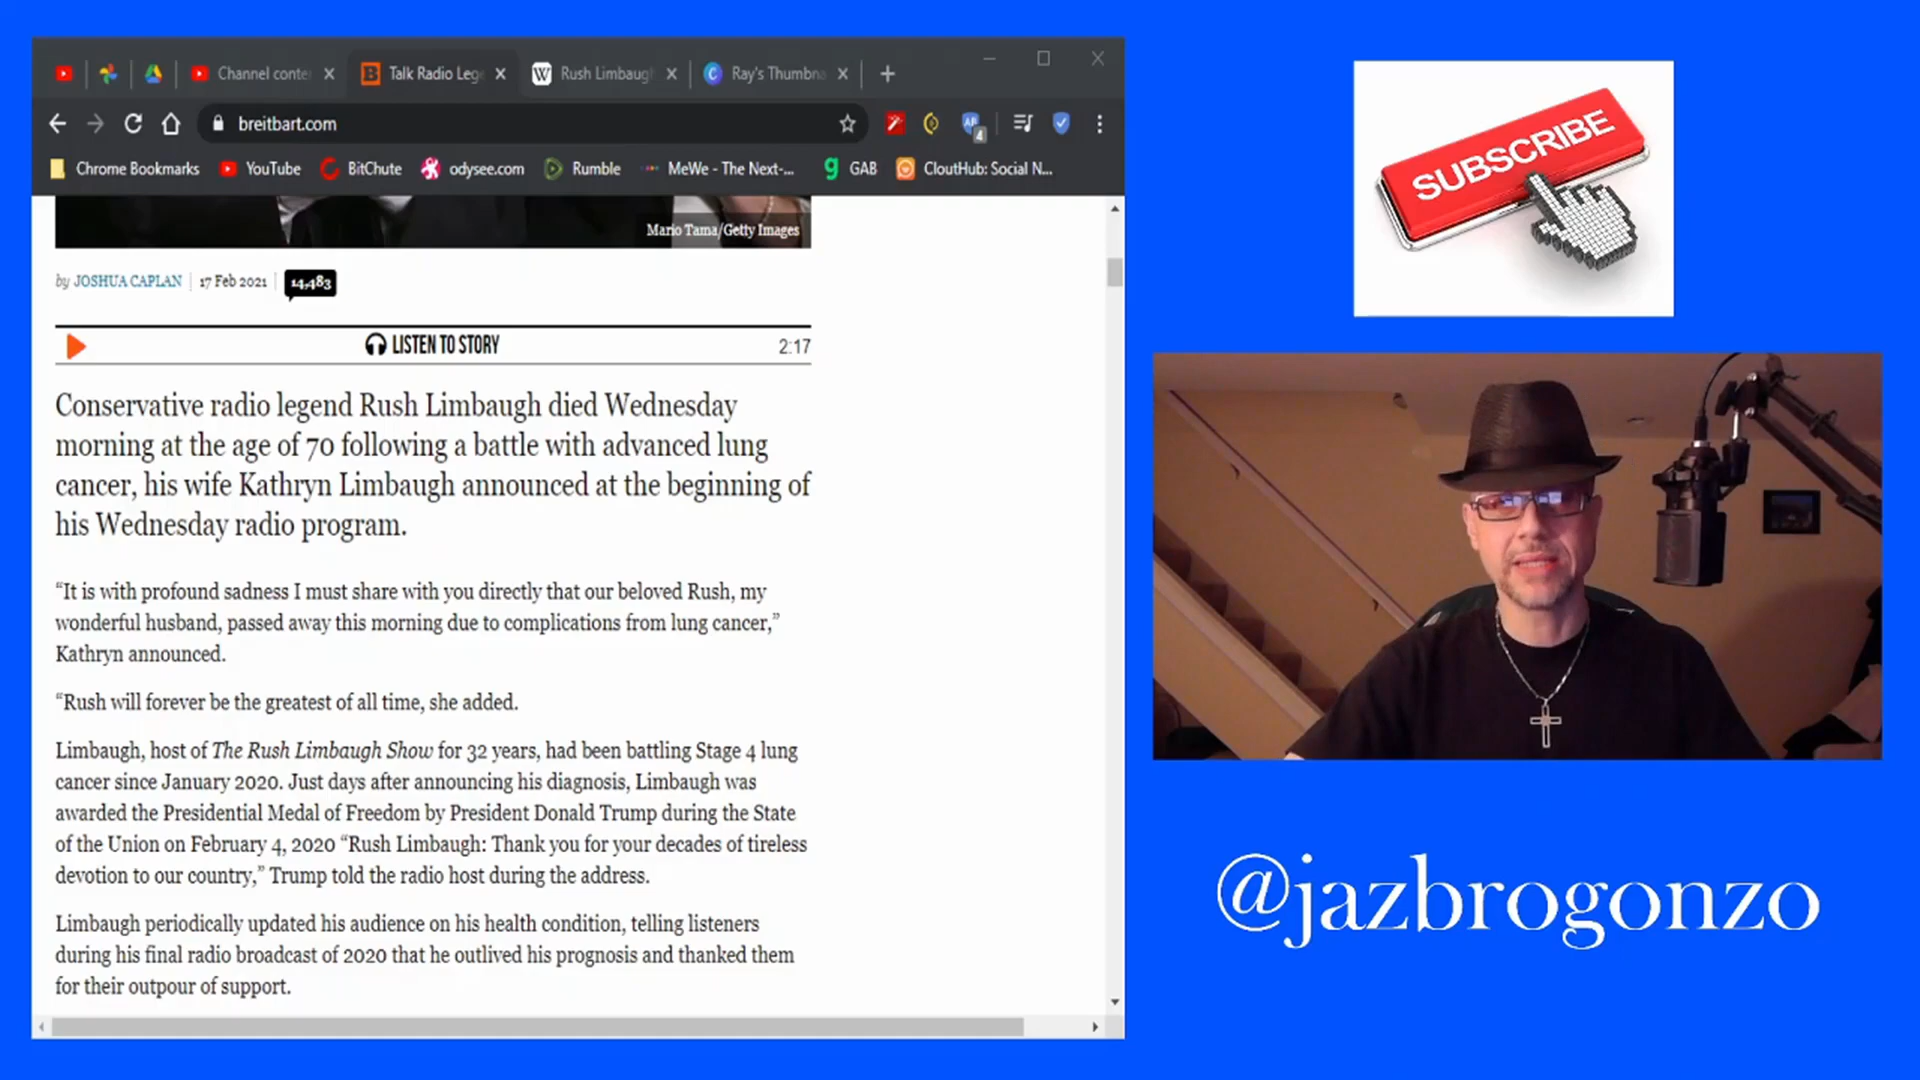 Channel conte
Talk Radio Leg
Rush Limbaugh
Ray's Thumbn
breitbart.com
4
Chrome Bookmarks
YouTube
BitChute
odysee.com
Rumble
MeWe - The Next-...
GAB
CloutHub: Social N...
Mario Tama/Getty Images
by JOSHUA CAPLAN | 17 Feb 2021 | 14,483
LISTEN TO STORY 2:17
Conservative radio legend Rush Limbaugh died Wednesday
morning at the age of 70 following a battle with advanced lung
cancer, his wife Kathryn Limbaugh announced at the beginning of
his Wednesday radio program.
“It is with profound sadness I must share with you directly that our beloved Rush, my
wonderful husband, passed away this morning due to complications from lung cancer,”
Kathryn announced.
“Rush will forever be the greatest of all time, she added.
Limbaugh, host of The Rush Limbaugh Show for 32 years, had been battling Stage 4 lung
cancer since January 2020. Just days after announcing his diagnosis, Limbaugh was
awarded the Presidential Medal of Freedom by President Donald Trump during the State
of the Union on February 4, 2020 “Rush Limbaugh: Thank you for your decades of tireless
devotion to our country,” Trump told the radio host during the address.
Limbaugh periodically updated his audience on his health condition, telling listeners
during his final radio broadcast of 2020 that he outlived his prognosis and thanked them
for their outpour of support.
SUBSCRIBE
@jazbrogonzo